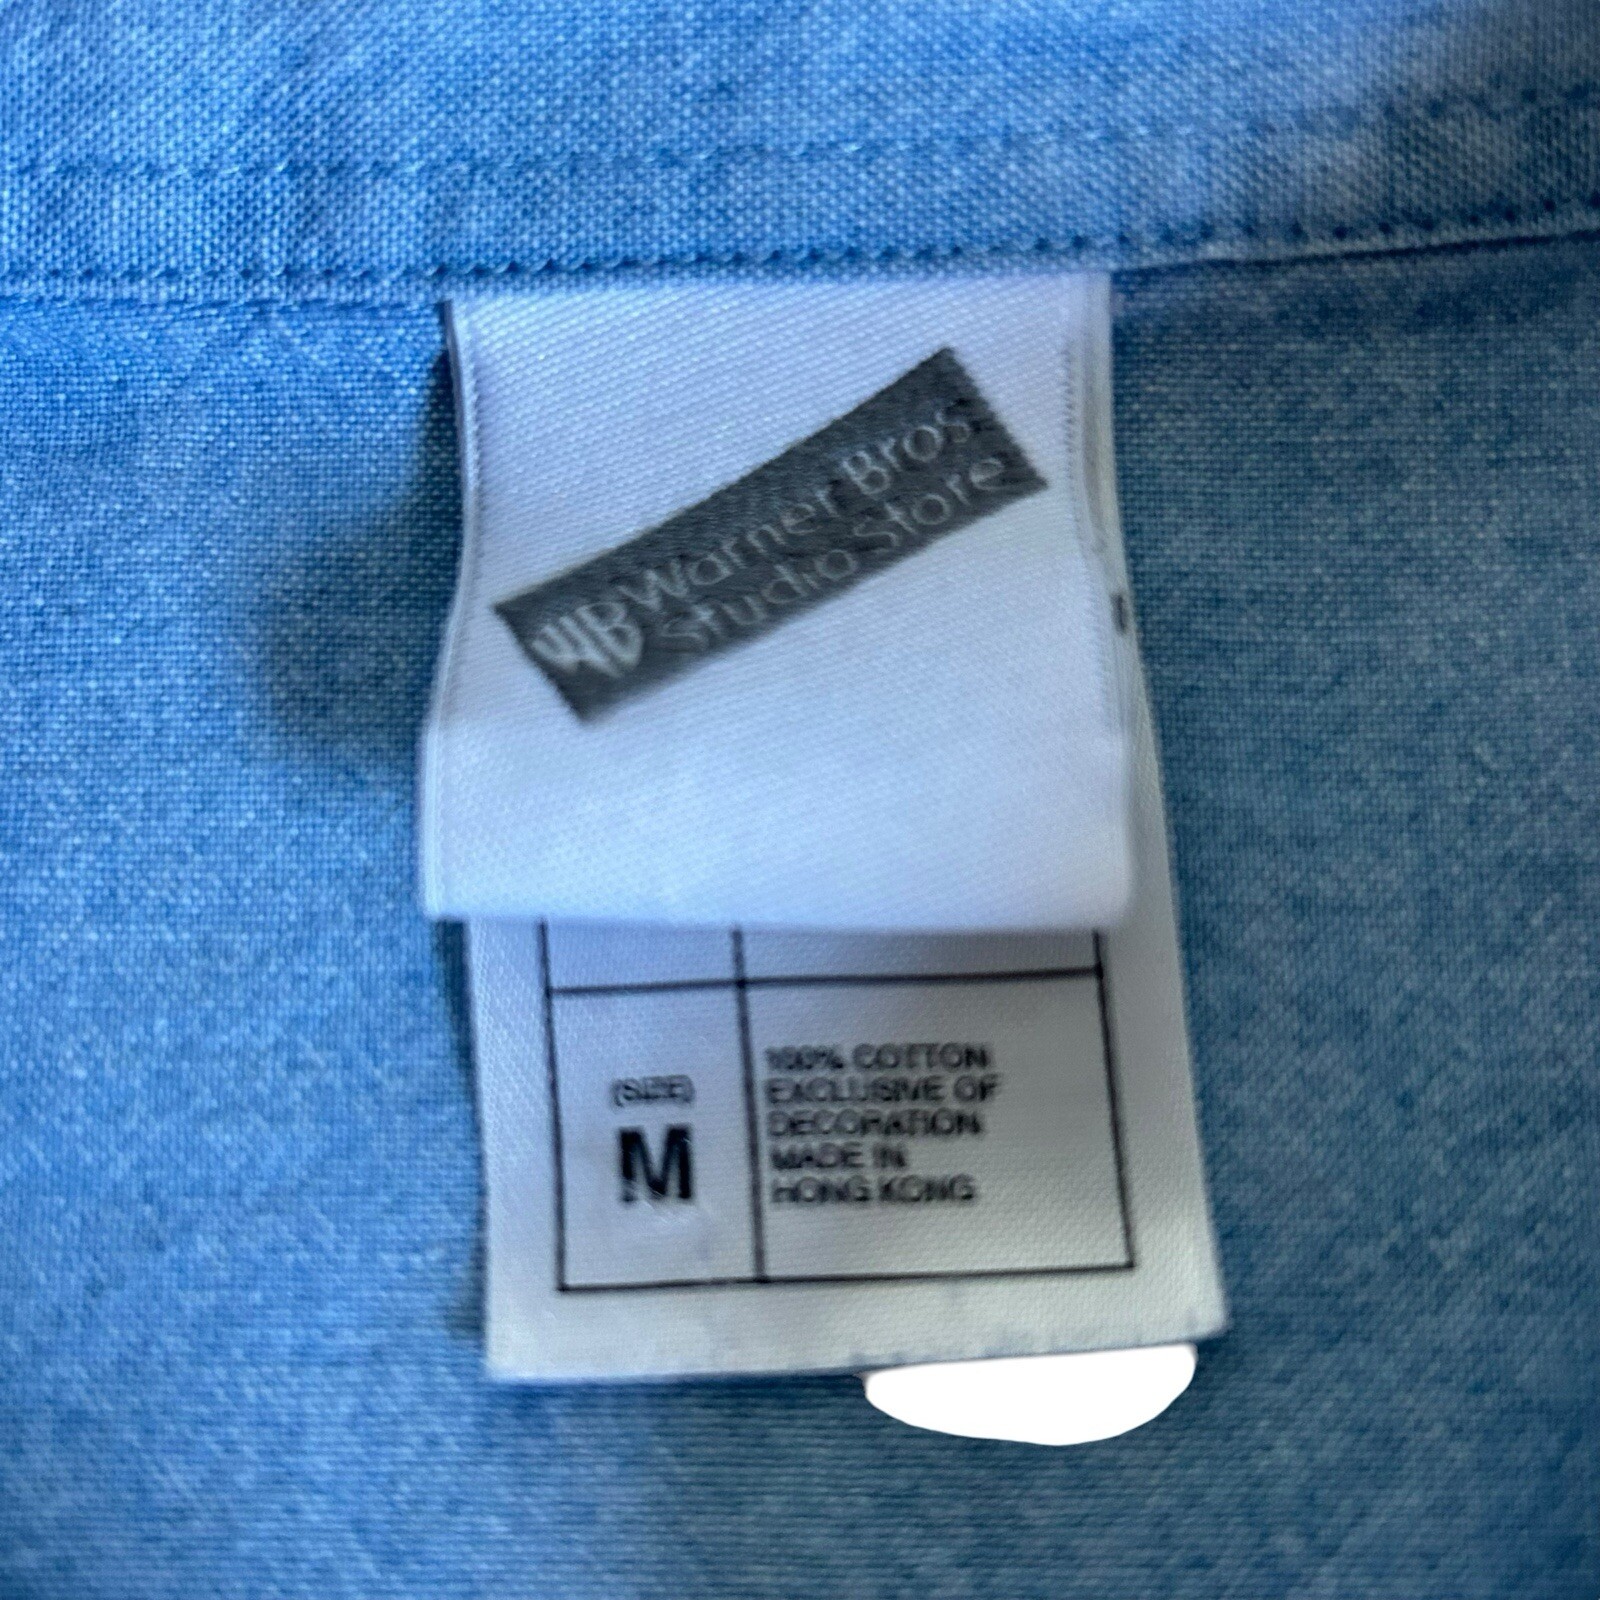 WB Warner Bros.
Studio Store
(SIZE)
M
100% COTTON
EXCLUSIVE OF
DECORATION
MADE IN
HONG KONG